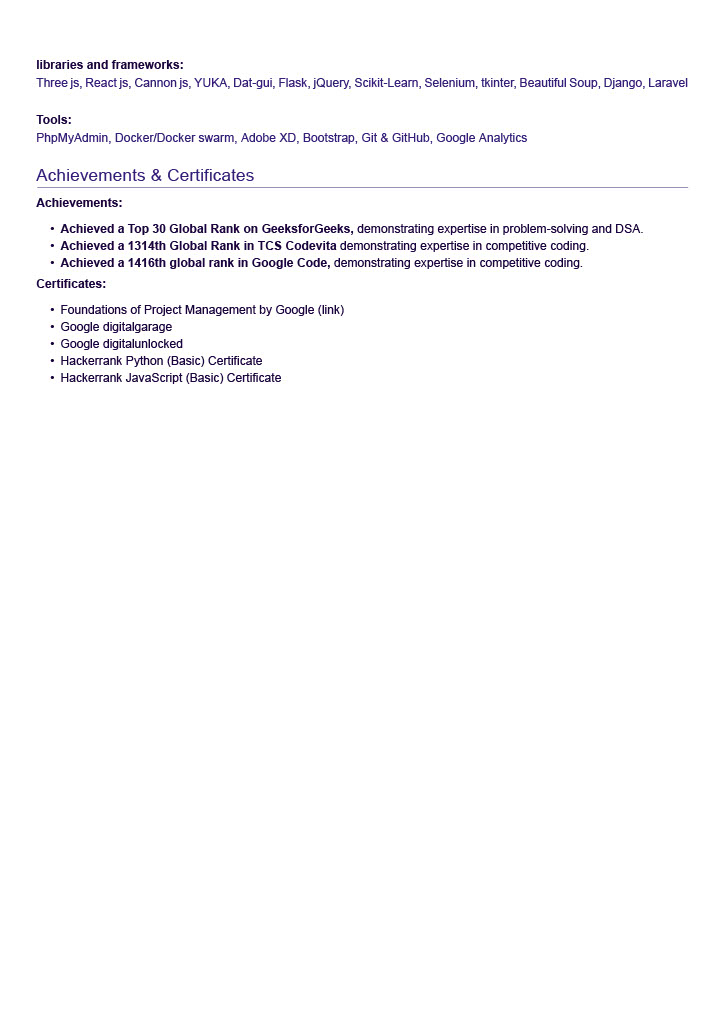 libraries and frameworks:
Three js, React js, Cannon js, YUKA, Dat-gui, Flask, jQuery, Scikit-Learn, Selenium, tkinter, Beautiful Soup, Django, Laravel
Tools:
PhpMyAdmin, Docker/Docker swarm, Adobe XD, Bootstrap, Git & GitHub, Google Analytics
Achievements & Certificates
Achievements:
• Achieved a Top 30 Global Rank on GeeksforGeeks, demonstrating expertise in problem-solving and DSA.
• Achieved a 1314th Global Rank in TCS Codevita demonstrating expertise in competitive coding.
• Achieved a 1416th global rank in Google Code, demonstrating expertise in competitive coding.
Certificates:
• Foundations of Project Management by Google (link)
• Google digitalgarage
• Google digitalunlocked
• Hackerrank Python (Basic) Certificate
• Hackerrank JavaScript (Basic) Certificate